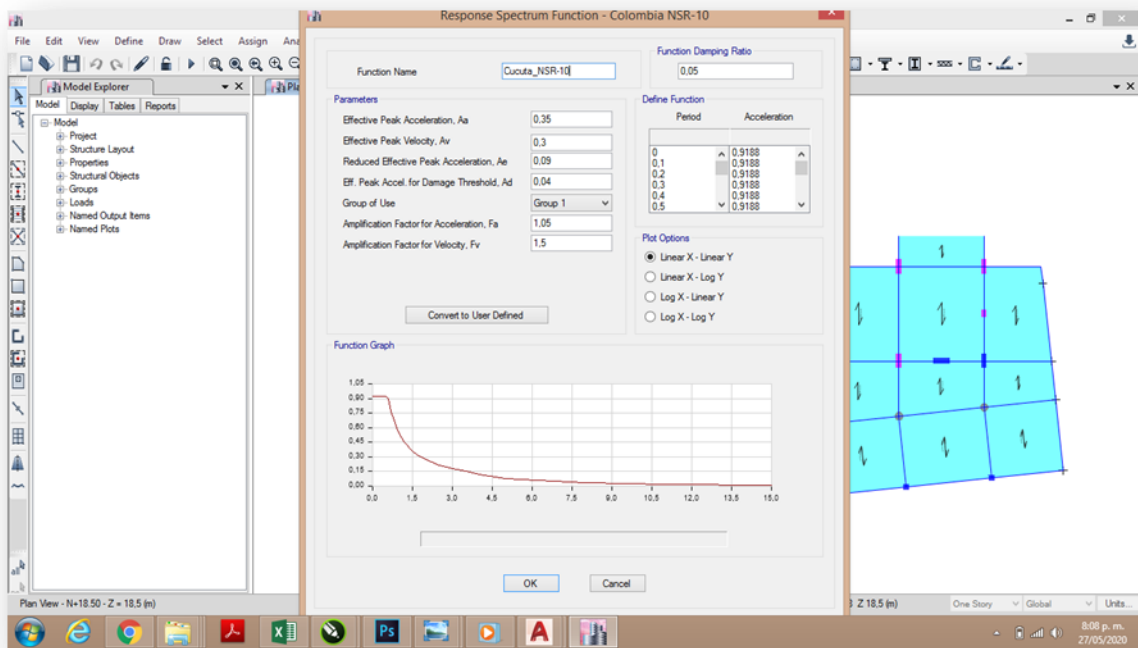 Response Spectrum Function - Colombia NSR-10
File Edit View Define Draw Select Assign
Model Explorer
Model Display Tables Reports
Model
Project
Structure Layout
Properties
Structural Objects
Groups
Loads
Named Output Items
Named Plots
Function Name
Cucuta_NSR-10
Function Damping Ratio
0,05
Parameters
Effective Peak Acceleration, Aa 0,35
Effective Peak Velocity, Av 0,3
Reduced Effective Peak Acceleration, Ae 0,09
Eff. Peak Accel. for Damage Threshold, Ad 0,04
Group of Use Group 1
Amplification Factor for Acceleration, Fa 1,05
Amplification Factor for Velocity, Fv 1,5
Convert to User Defined
Define Function
Period Acceleration
0 0,9188
0,1 0,9188
0,2 0,9188
0,3 0,9188
0,4 0,9188
0,5 0,9188
Plot Options
Linear X - Linear Y
Linear X - Log Y
Log X - Linear Y
Log X - Log Y
Function Graph
1,05
0,90
0,75
0,60
0,45
0,30
0,15
0,00
0,0 1,5 3,0 4,5 6,0 7,5 9,0 10,5 12,0 13,5 15,0
OK Cancel
Plan View - N+18.50 - Z = 18,5 (m)
Z 18,5 (m)
One Story Global Units...
Ps
8:08 p. m.
27/05/2020